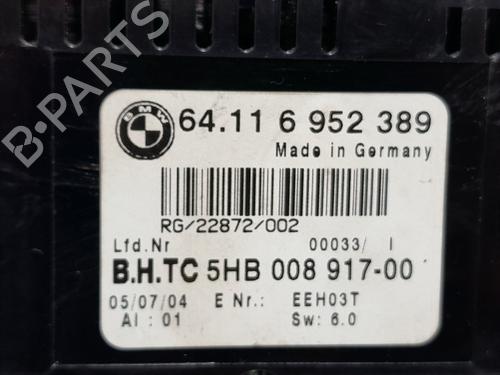 BMW
64.11 6 952 389
Made in Germany
RG/22872/002
Lfd.Nr 00033/ I
B.H.TC 5HB 008 917-00
05/07/04 E Nr.: EEH03T
AI : 01 Sw: 6.0
B-PARTS